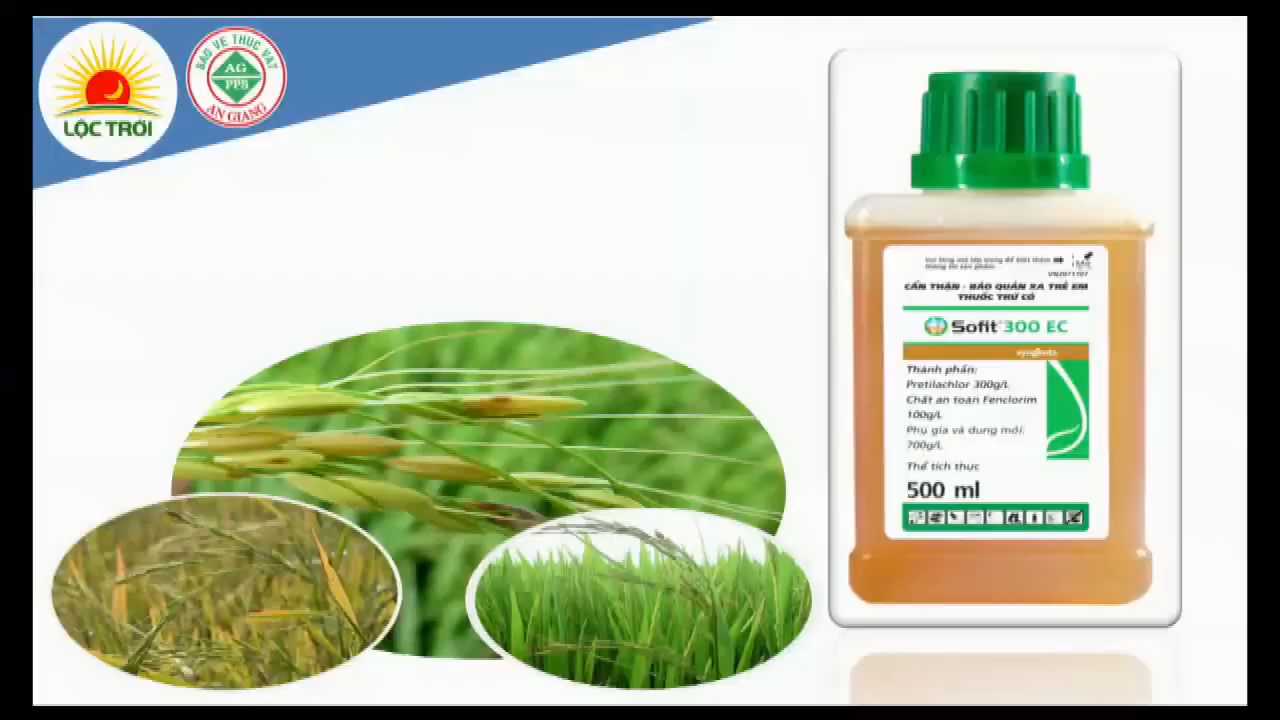 LỘC TRỜI
BẢO VỆ THỰC VẬT
AG
PPS
AN GIANG
CẨN THẬN - BẢO QUẢN XA TRẺ EM
THUỐC TRỪ CỎ
Sofit 300 EC
syngenta
Thành phần:
Pretilachlor 300g/L
Chất an toàn Fenclorim
100g/L
Phụ gia và dung môi:
700g/L
Thể tích thực
500 ml